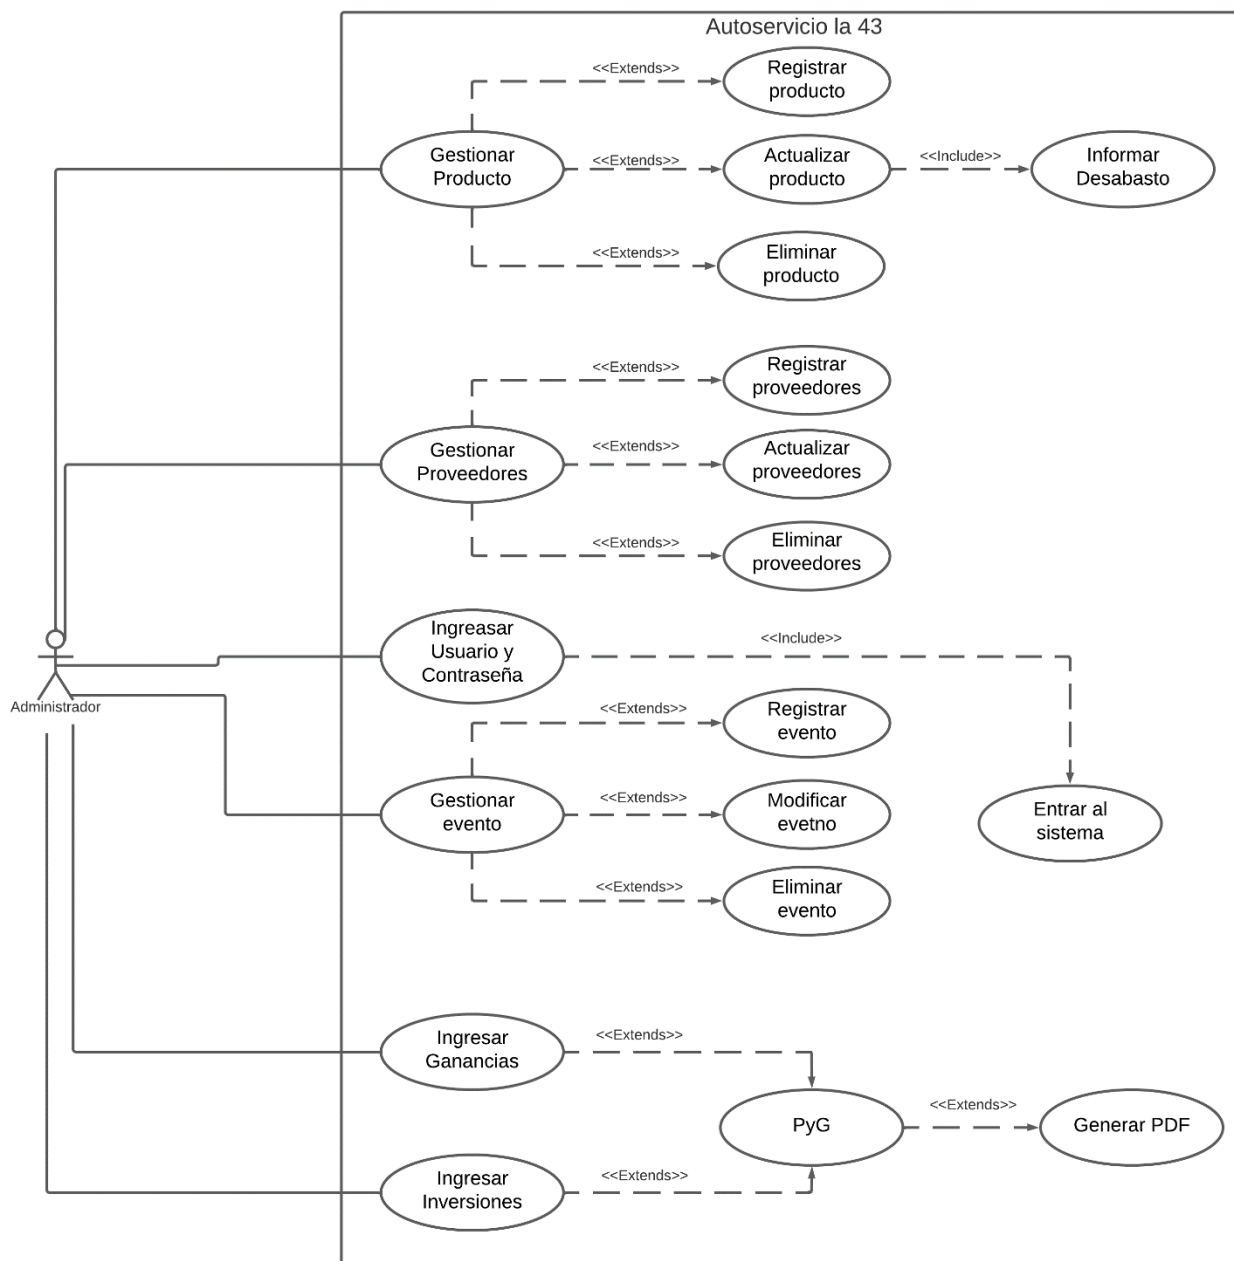 Autoservicio la 43
<<Extends>>
Registrar
producto
Gestionar
Producto
<<Extends>>
Actualizar
producto
<<Include>>
Informar
Desabasto
<<Extends>>
Eliminar
producto
<<Extends>>
Registrar
proveedores
Gestionar
Proveedores
<<Extends>>
Actualizar
proveedores
<<Extends>>
Eliminar
proveedores
Administrador
Ingreasar
Usuario y
Contraseña
<<Include>>
<<Extends>>
Registrar
evento
Gestionar
evento
<<Extends>>
Modificar
evetno
Entrar al
sistema
<<Extends>>
Eliminar
evento
Ingresar
Ganancias
<<Extends>>
PyG
<<Extends>>
Generar PDF
Ingresar
Inversiones
<<Extends>>